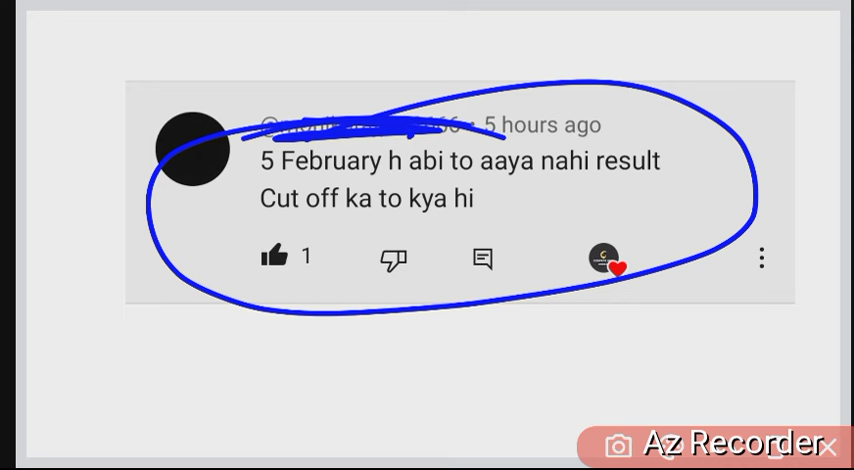 5 hours ago
5 February h abi to aaya nahi result
Cut off ka to kya hi
1
Az Recorder